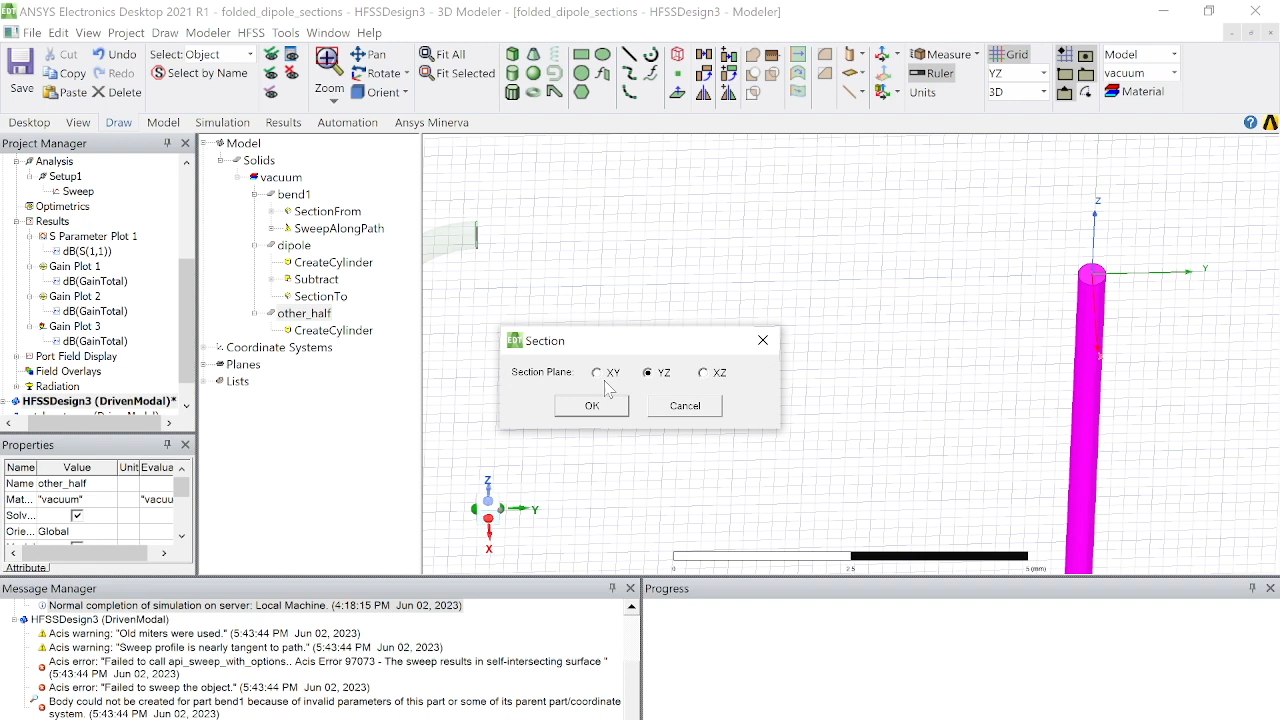 ANSYS Electronics Desktop 2021 R1 - folded_dipole_sections - HFSSDesign3 - 3D Modeler - [folded_dipole_sections - HFSSDesign3 - Modeler]
File Edit View Project Draw Modeler HFSS Tools Window Help
Save
Cut
Copy
Paste
Undo
Redo
Delete
Select: Object
Select by Name
Zoom
Pan
Rotate
Orient
Fit All
Fit Selected
Measure
Ruler
Units
Grid
YZ
3D
Model
vacuum
Material
Desktop View Draw Model Simulation Results Automation Ansys Minerva
Project Manager
Analysis
Setup1
Sweep
Optimetrics
Results
S Parameter Plot 1
dB(S(1,1))
Gain Plot 1
dB(GainTotal)
Gain Plot 2
dB(GainTotal)
Gain Plot 3
dB(GainTotal)
Port Field Display
Field Overlays
Radiation
HFSSDesign3 (DrivenModal)*
Model
Solids
vacuum
bend1
SectionFrom
SweepAlongPath
dipole
CreateCylinder
Subtract
SectionTo
other_half
CreateCylinder
Coordinate Systems
Planes
Lists
Properties
Name Value Unit Evalua
Name other_half
Mat... "vacuum" "vacuu
Solv...
Orie... Global
Attribute
Z
Y
Section
Section Plane: XY YZ XZ
OK Cancel
Z
Y
X
0 2.5 5 (mm)
Message Manager
Normal completion of simulation on server: Local Machine. (4:18:15 PM Jun 02, 2023)
HFSSDesign3 (DrivenModal)
Acis warning: "Old miters were used." (5:43:44 PM Jun 02, 2023)
Acis warning: "Sweep profile is nearly tangent to path." (5:43:44 PM Jun 02, 2023)
Acis error: "Failed to call api_sweep_with_options.. Acis Error 97073 - The sweep results in self-intersecting surface "
(5:43:44 PM Jun 02, 2023)
Acis error: "Failed to sweep the object." (5:43:44 PM Jun 02, 2023)
Body could not be created for part bend1 because of invalid parameters of this part or some of its parent part/coordinate
system. (5:43:44 PM Jun 02, 2023)
Progress